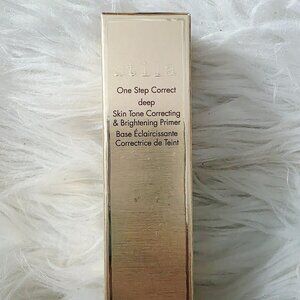 stila
One Step Correct
deep
Skin Tone Correcting
& Brightening Primer
Base Éclaircissante
Correctrice de Teint